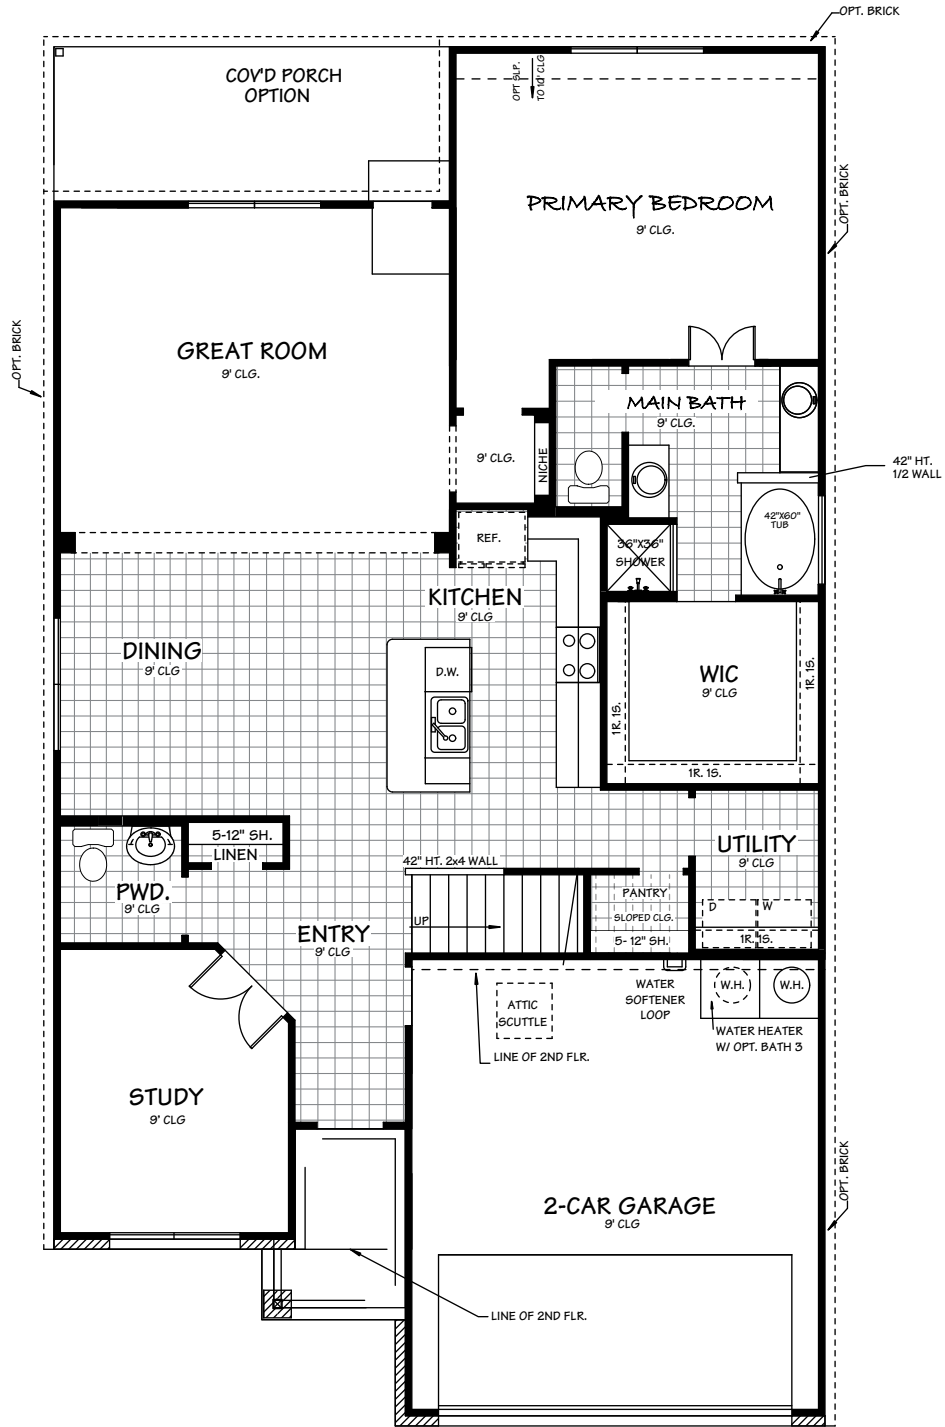 OPT. BRICK
COV'D PORCH
OPTION
OPT SLP.
TO 10' CLG
PRIMARY BEDROOM
9' CLG.
OPT. BRICK
OPT. BRICK
GREAT ROOM
9' CLG.
MAIN BATH
9' CLG.
9' CLG.
NICHE
42" HT.
1/2 WALL
42"X60"
TUB
REF.
36"X36"
SHOWER
KITCHEN
9' CLG
DINING
9' CLG
D.W.
WIC
9' CLG
1R. 1S.
1R. 1S.
1R. 1S.
5-12" SH.
LINEN
42" HT. 2x4 WALL
UTILITY
9' CLG
PWD.
9' CLG
PANTRY
SLOPED CLG.
5-12" SH.
D
W
1R. 1S.
UP
ENTRY
9' CLG
ATTIC
SCUTTLE
WATER
SOFTENER
LOOP
W.H.
W.H.
WATER HEATER
W/ OPT. BATH 3
LINE OF 2ND FLR.
STUDY
9' CLG
2-CAR GARAGE
9' CLG
OPT. BRICK
LINE OF 2ND FLR.